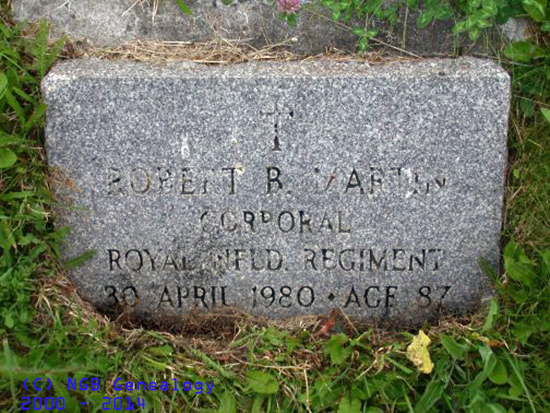 ROBERT B. MARTIN
CORPORAL
ROYAL NFLD. REGIMENT
30 APRIL 1980 • AGE 87
(C) NGB Genealogy
2000 - 2014